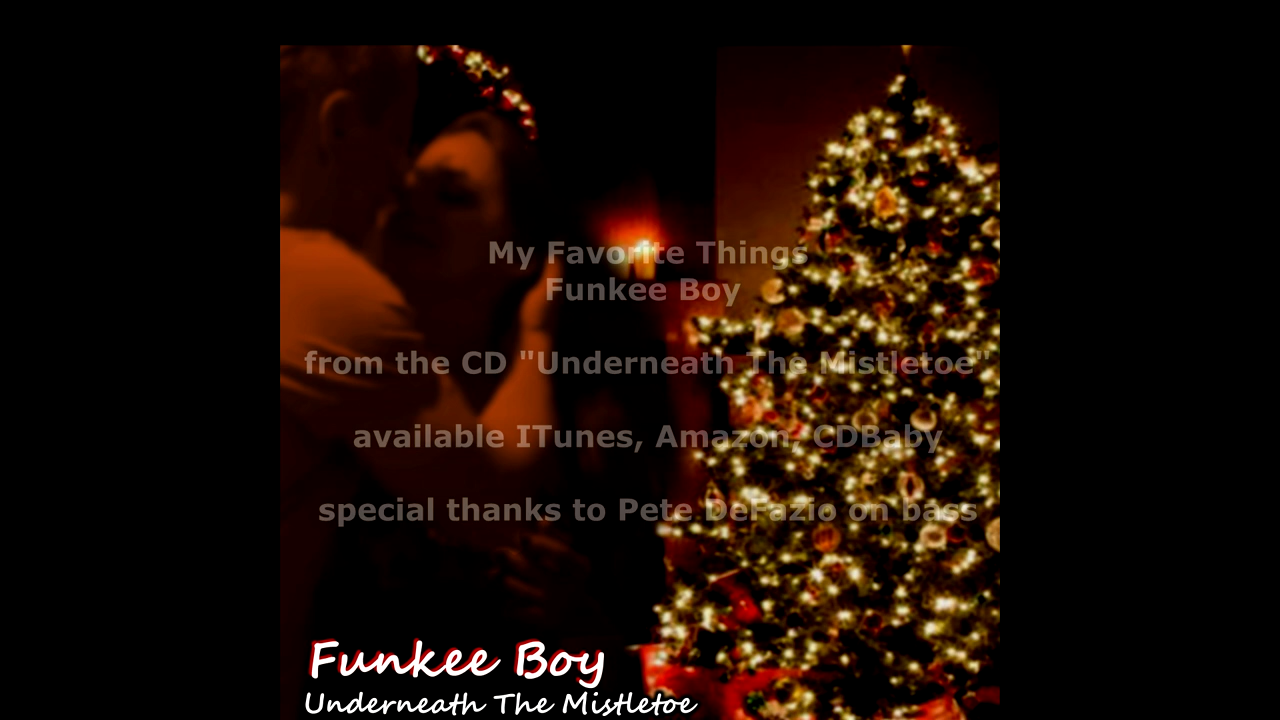 My Favorite Things
Funkee Boy
from the CD "Underneath The Mistletoe"
available ITunes, Amazon, CDBaby
special thanks to Pete DeFazio on bass
Funkee Boy
Underneath The Mistletoe